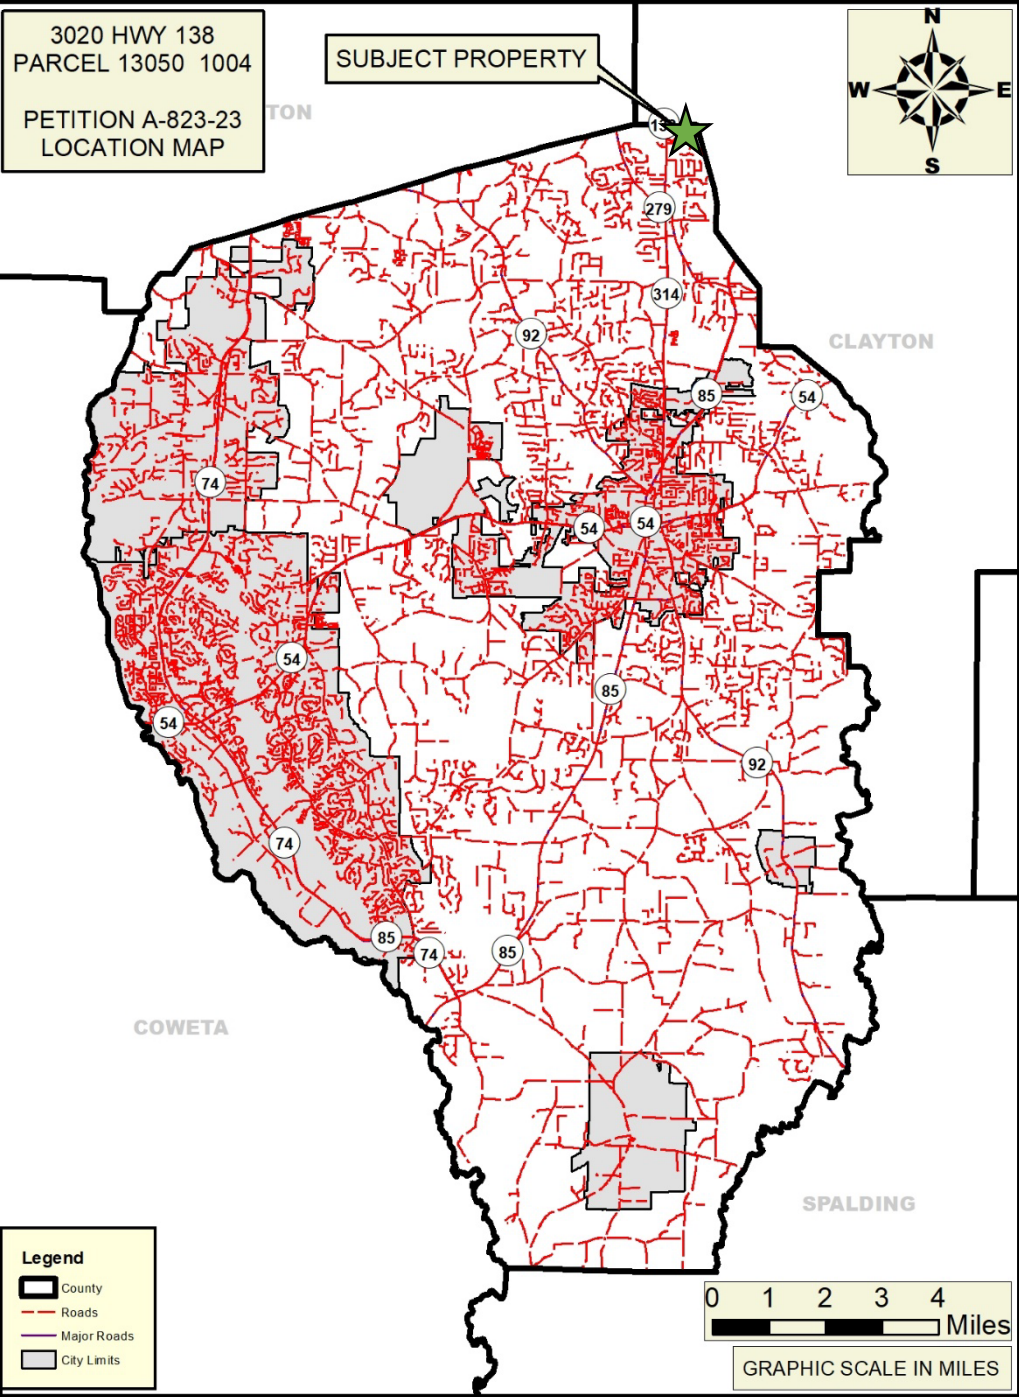 3020 HWY 138
PARCEL 13050 1004
PETITION A-823-23
LOCATION MAP
SUBJECT PROPERTY
N
W
E
S
TON
279
314
92
CLAYTON
85
54
74
54
54
54
85
54
92
74
85
74
85
COWETA
SPALDING
Legend
County
Roads
Major Roads
City Limits
0 1 2 3 4
Miles
GRAPHIC SCALE IN MILES